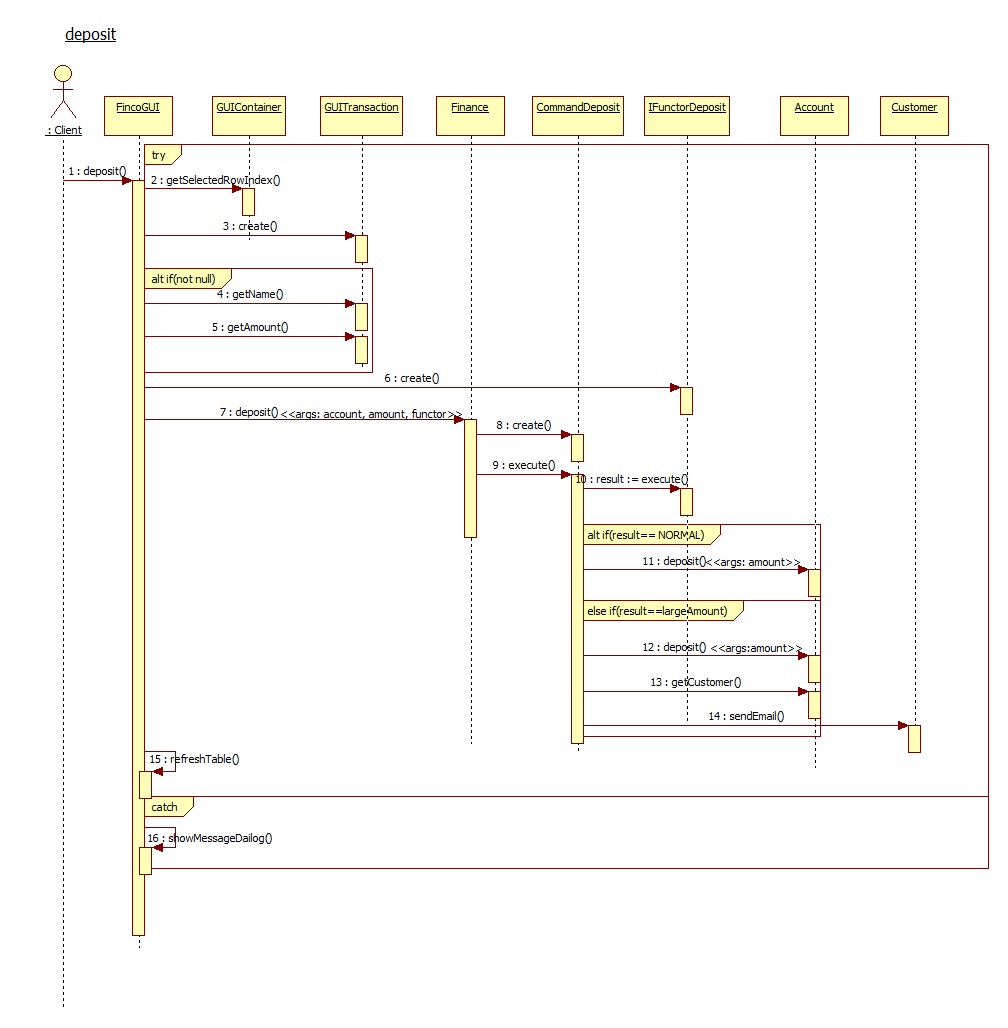 deposit
: Client
FincoGUI
GUIContainer
GUITransaction
Finance
CommandDeposit
IFunctorDeposit
Account
Customer
try
1 : deposit()
2 : getSelectedRowIndex()
3 : create()
alt if(not null)
4 : getName()
5 : getAmount()
6 : create()
7 : deposit() <<args: account, amount, functor>>
8 : create()
9 : execute()
10 : result := execute()
alt if(result== NORMAL)
11 : deposit()<<args: amount>>
else if(result==largeAmount)
12 : deposit() <<args:amount>>
13 : getCustomer()
14 : sendEmail()
15 : refreshTable()
catch
16 : showMessageDailog()